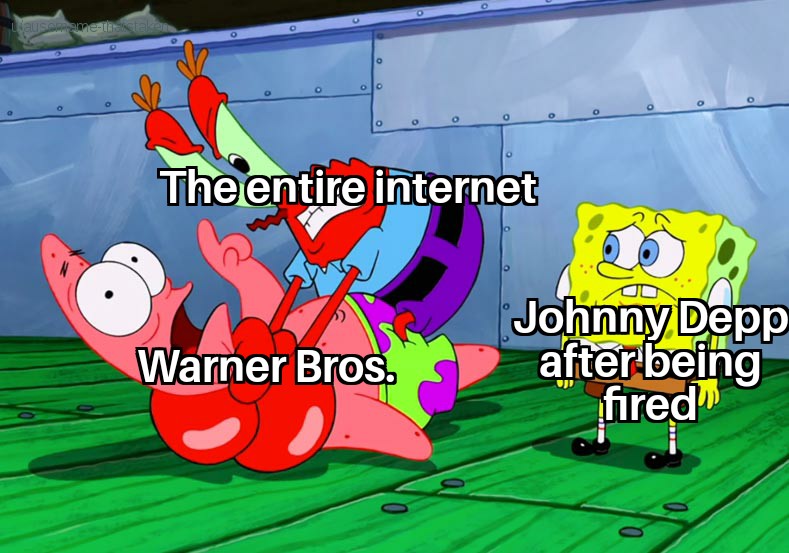 The entire internet
Warner Bros.
Johnny Depp
after being
fired